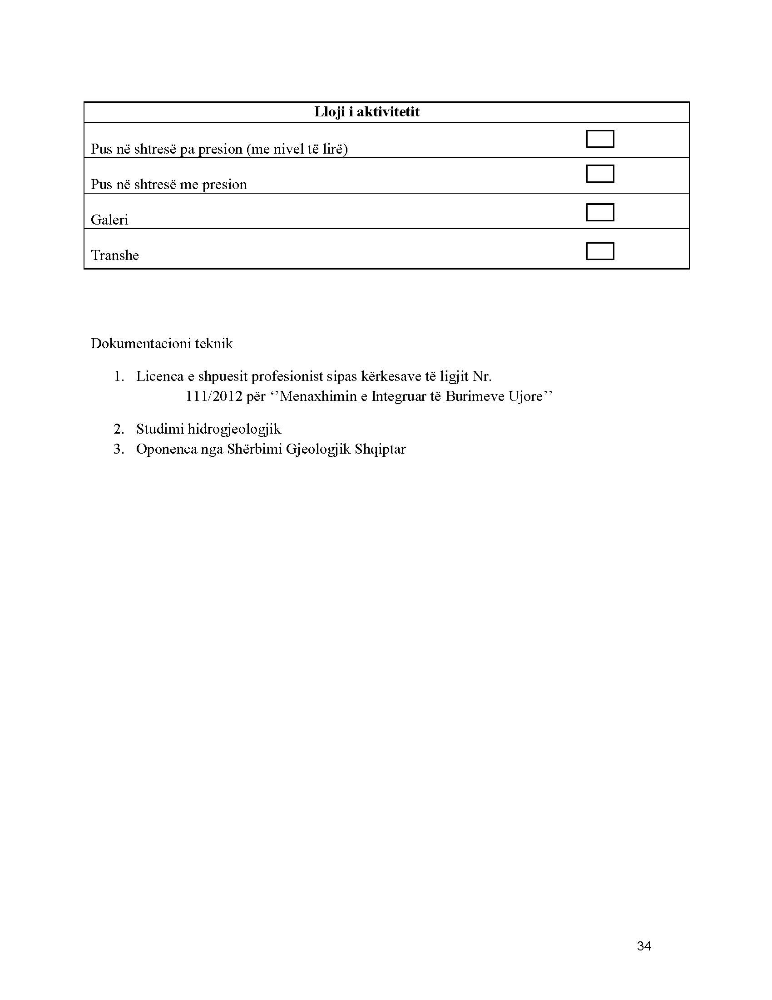 Lloji i aktivitetit
Pus në shtresë pa presion (me nivel të lirë)
Pus në shtresë me presion
Galeri
Transhe
Dokumentacioni teknik
1. Licenca e shpuesit profesionist sipas kërkesave të ligjit Nr.
111/2012 për ‘’Menaxhimin e Integruar të Burimeve Ujore’’
2. Studimi hidrogjeologjik
3. Oponenca nga Shërbimi Gjeologjik Shqiptar
34